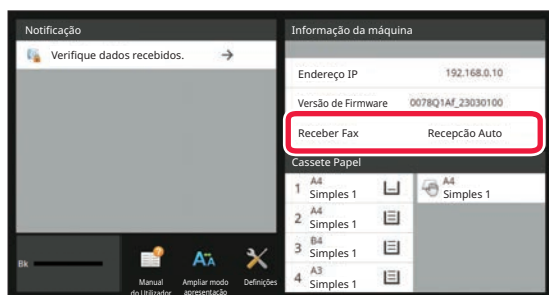 Notificação
Verifique dados recebidos.
Informação da máquina
Endereço IP 192.168.0.10
Versão de Firmware 0078Q1Af_23030100
Receber Fax Recepcão Auto
Cassete Papel
1 A4 Simples 1
A4 Simples 1
2 A4 Simples 1
3 B4 Simples 1
4 A3 Simples 1
Bk
Manual do Utilizador
Ampliar modo apresentação
Definições